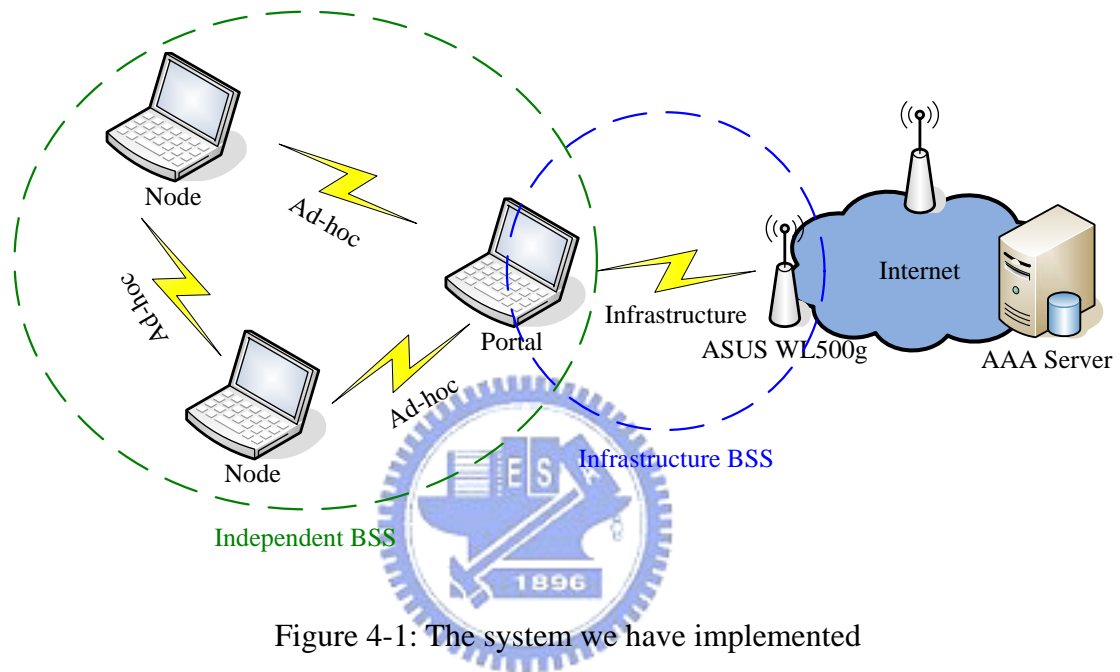 Node
Ad-hoc
Ad-hoc
Internet
Infrastructure
Portal
ASUS WL500g
AAA Server
Ad-hoc
Node
Infrastructure BSS
Independent BSS
E S
1896
Figure 4-1: The system we have implemented